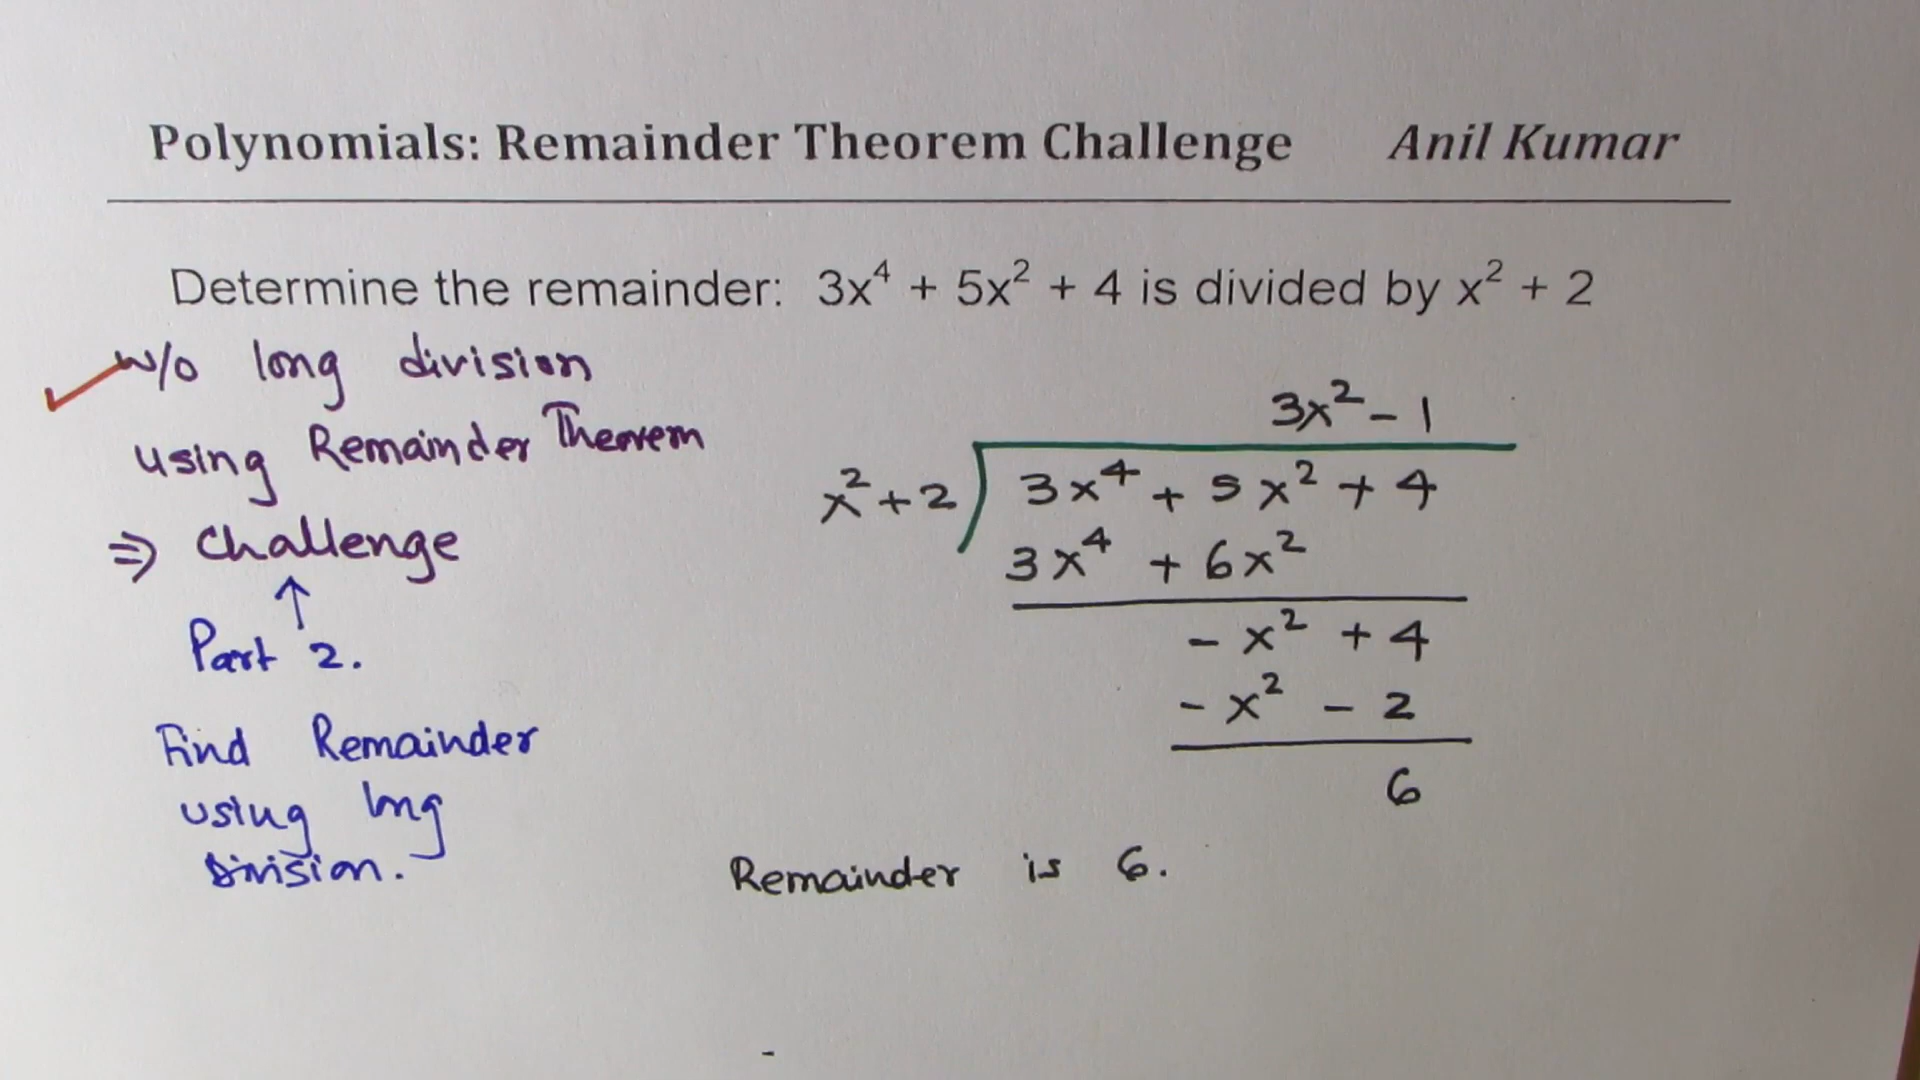 Polynomials: Remainder Theorem Challenge Anil Kumar
Determine the remainder: 3x⁴ + 5x² + 4 is divided by x² + 2
w/o long division
using Remainder Theorem
⇒ Challenge
↑
Part 2.
Find Remainder
using long
Division.
3x² - 1
x² + 2 ) 3x⁴ + 5x² + 4
3x⁴ + 6x²
- x² + 4
- x² - 2
6
Remainder is 6.